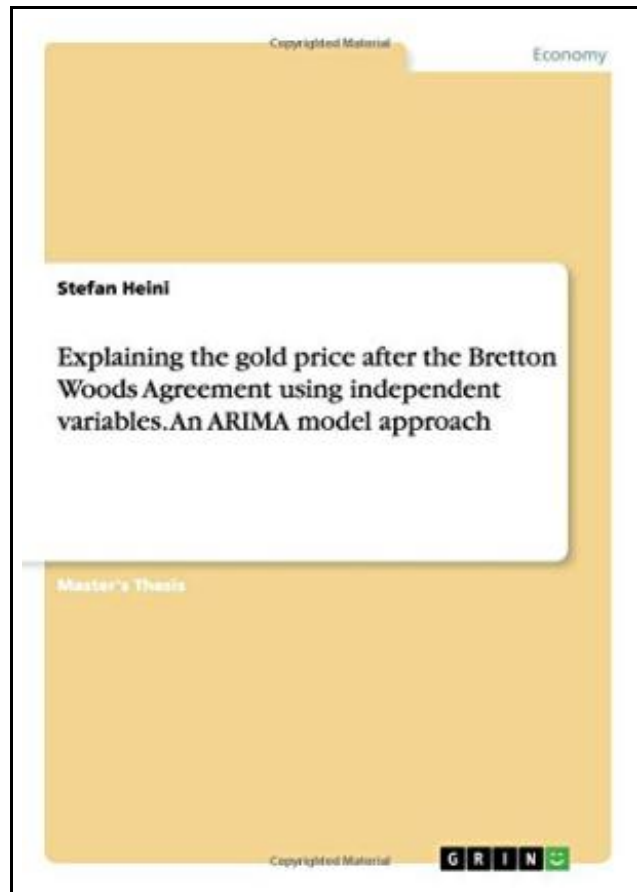 Copyrighted Material
Economy
Stefan Heini
Explaining the gold price after the Bretton
Woods Agreement using independent
variables. An ARIMA model approach
Master's Thesis
Copyrighted Material
GRIN